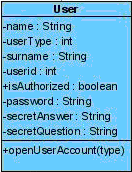 User
-name : String
-userType : int
-surname : String
-userid : int
+isAuthorized : boolean
-password : String
-secretAnswer : String
-secretQuestion : String
+openUserAccount(type)